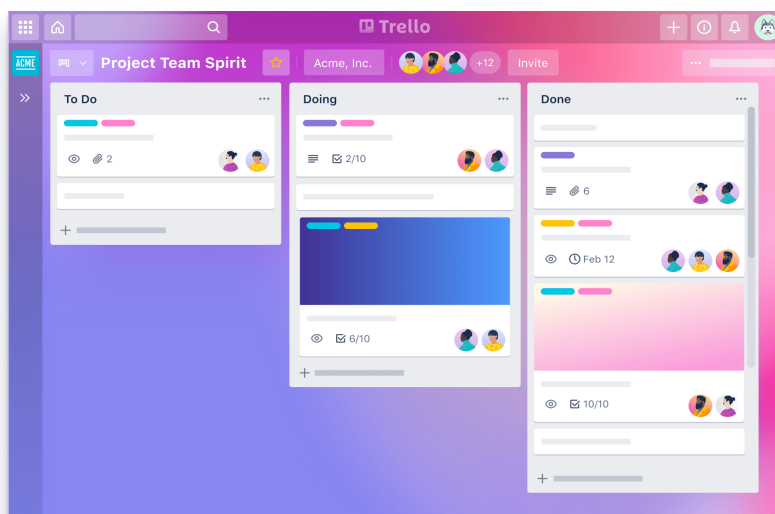 Trello
ACME
Project Team Spirit
Acme, Inc.
+12
Invite
To Do
2
Doing
2/10
6/10
Done
6
Feb 12
10/10